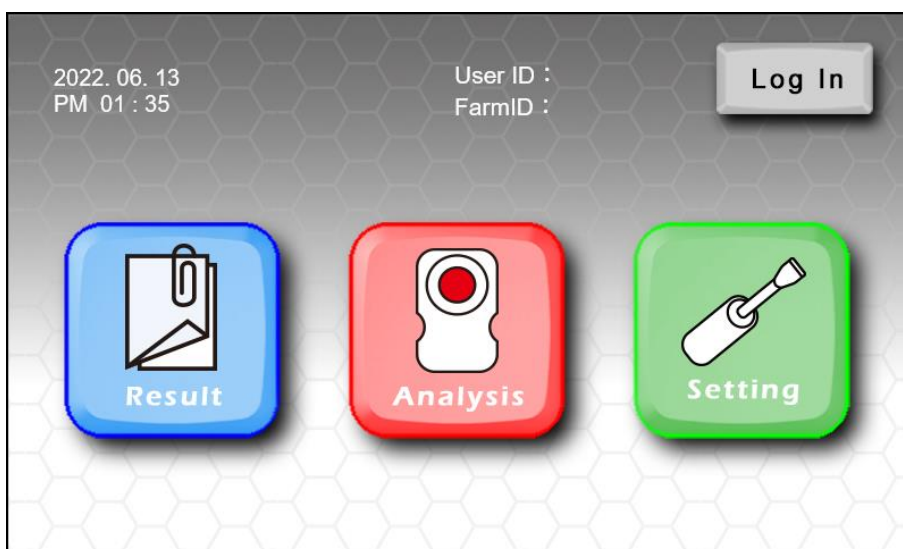 2022. 06. 13
PM 01 : 35
User ID :
FarmID :
Log In
Result
Analysis
Setting